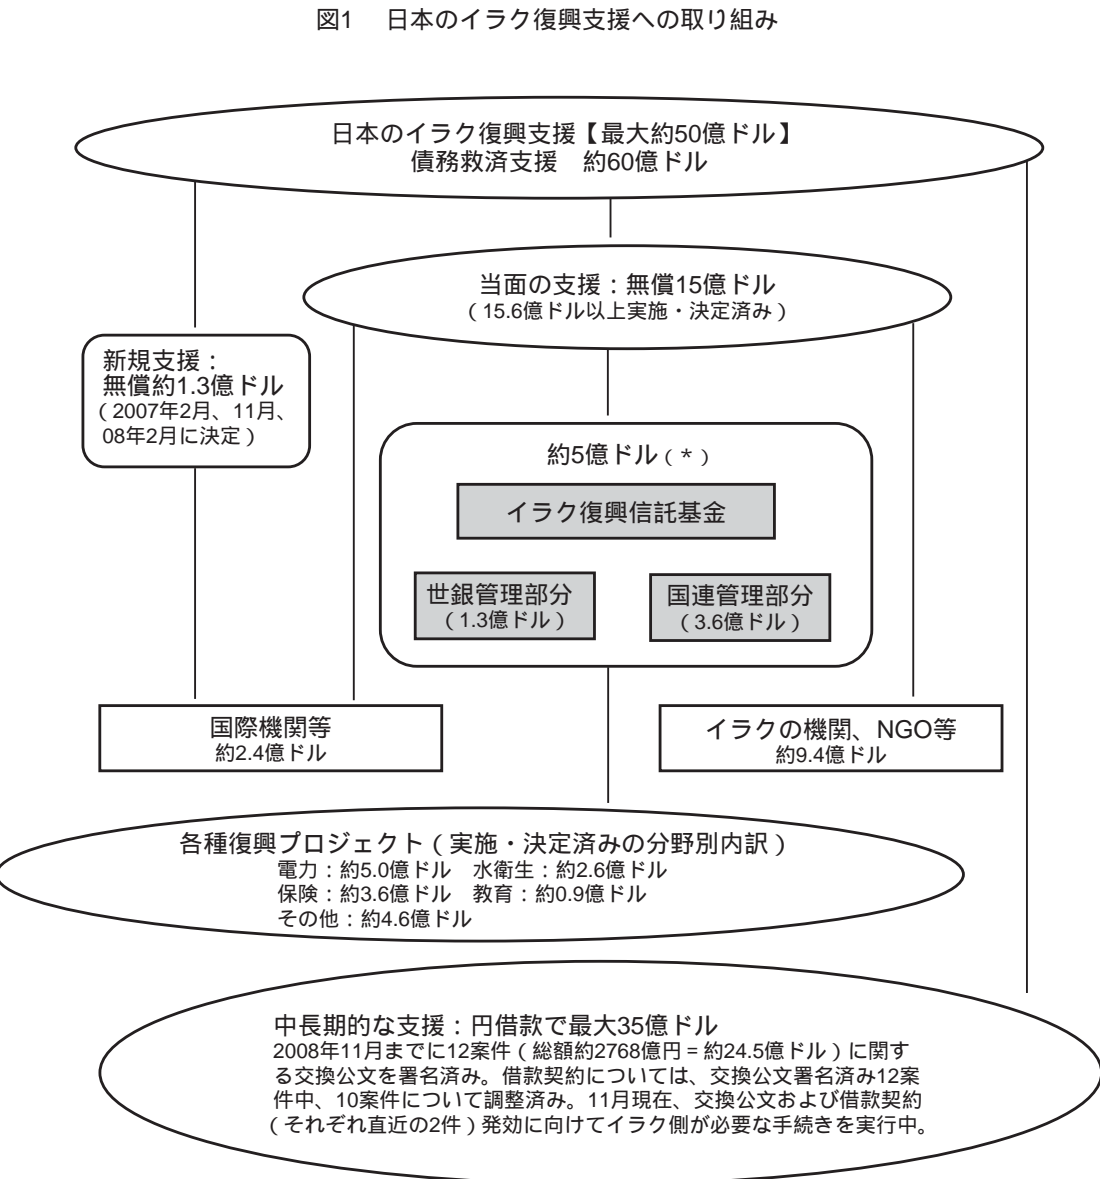 図1　日本のイラク復興支援への取り組み
日本のイラク復興支援【最大約50億ドル】
債務救済支援　約60億ドル
当面の支援：無償15億ドル
（15.6億ドル以上実施・決定済み）
新規支援：
無償約1.3億ドル
（2007年2月、11月、
08年2月に決定）
約5億ドル（*）
イラク復興信託基金
世銀管理部分
（1.3億ドル）
国連管理部分
（3.6億ドル）
国際機関等
約2.4億ドル
イラクの機関、NGO等
約9.4億ドル
各種復興プロジェクト（実施・決定済みの分野別内訳）
電力：約5.0億ドル　水衛生：約2.6億ドル
保険：約3.6億ドル　教育：約0.9億ドル
その他：約4.6億ドル
中長期的な支援：円借款で最大35億ドル
2008年11月までに12案件（総額約2768億円＝約24.5億ドル）に関す
る交換公文を署名済み。借款契約については、交換公文署名済み12案
件中、10案件について調整済み。11月現在、交換公文および借款契約
（それぞれ直近の2件）発効に向けてイラク側が必要な手続きを実行中。